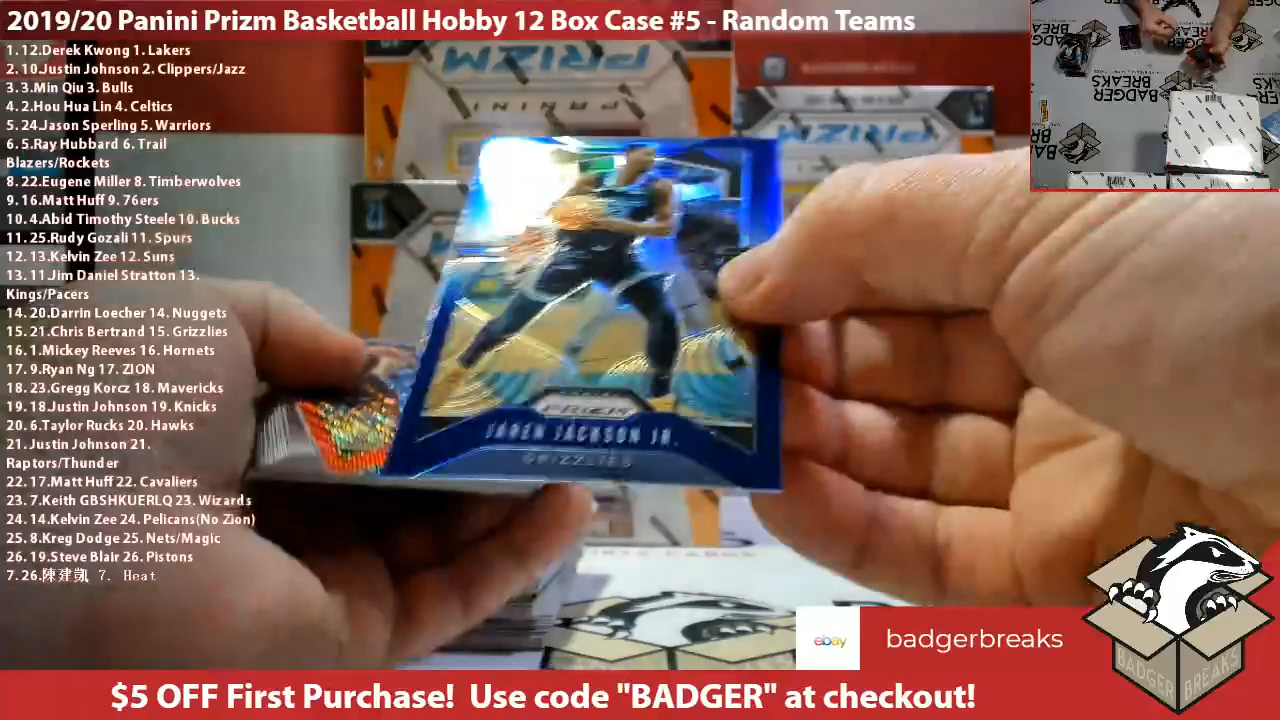 2019/20 Panini Prizm Basketball Hobby 12 Box Case #5 - Random Teams
1. 12.Derek Kwong 1. Lakers
2. 10.Justin Johnson 2. Clippers/Jazz
3. 3.Min Qiu 3. Bulls
4. 2.Hou Hua Lin 4. Celtics
5. 24.Jason Sperling 5. Warriors
6. 5.Ray Hubbard 6. Trail
Blazers/Rockets
8. 22.Eugene Miller 8. Timberwolves
9. 16.Matt Huff 9. 76ers
10. 4.Abid Timothy Steele 10. Bucks
11. 25.Rudy Gozali 11. Spurs
12. 13.Kelvin Zee 12. Suns
13. 11.Jim Daniel Stratton 13.
Kings/Pacers
14. 20.Darrin Loecher 14. Nuggets
15. 21.Chris Bertrand 15. Grizzlies
16. 1.Mickey Reeves 16. Hornets
17. 9.Ryan Ng 17. ZION
18. 23.Gregg Korcz 18. Mavericks
19. 18.Justin Johnson 19. Knicks
20. 6.Taylor Rucks 20. Hawks
21. Justin Johnson 21.
Raptors/Thunder
22. 17.Matt Huff 22. Cavaliers
23. 7.Keith GBSHKUERLQ 23. Wizards
24. 14.Kelvin Zee 24. Pelicans(No Zion)
25. 8.Kreg Dodge 25. Nets/Magic
26. 19.Steve Blair 26. Pistons
7. 26.陳建凱 7. Heat
PRIZM
PANINI
PRIZM
PRIZM
JAREN JACKSON JR.
GRIZZLIES
BADGER
BREAKS
ebay
badgerbreaks
BADGER BREAKS
$5 OFF First Purchase! Use code "BADGER" at checkout!